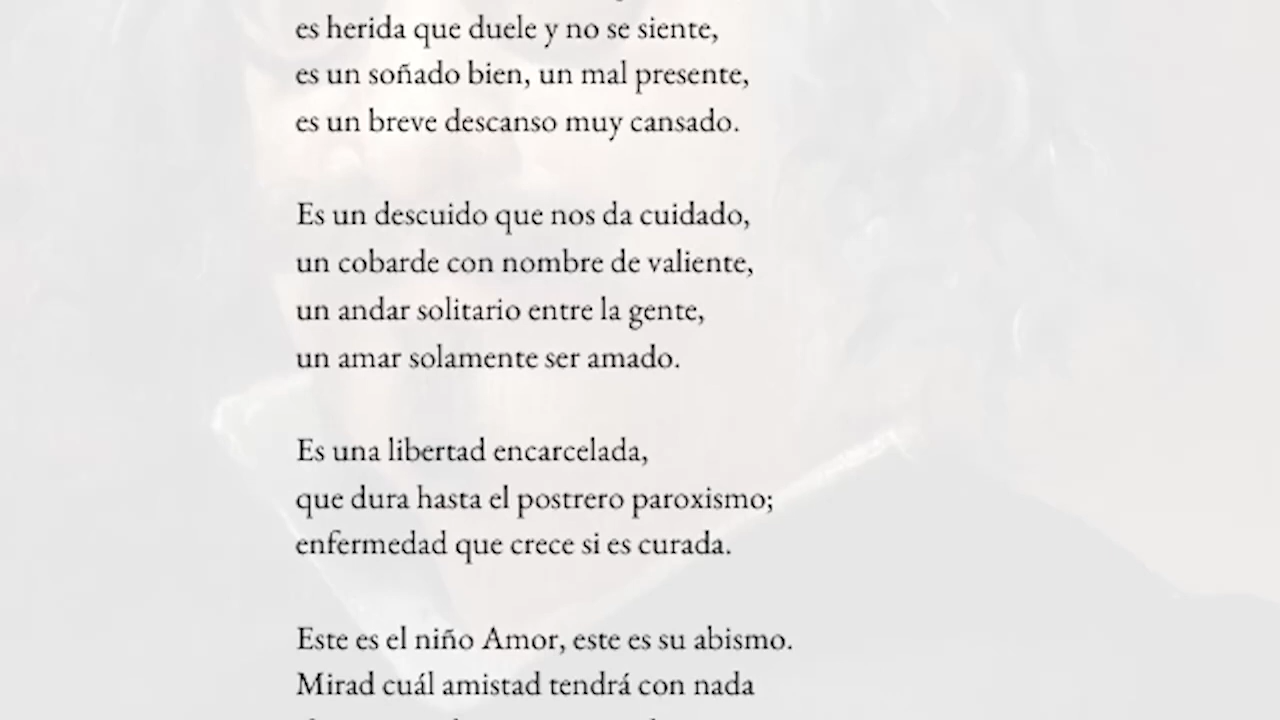 es herida que duele y no se siente,
es un soñado bien, un mal presente,
es un breve descanso muy cansado.
Es un descuido que nos da cuidado,
un cobarde con nombre de valiente,
un andar solitario entre la gente,
un amar solamente ser amado.
Es una libertad encarcelada,
que dura hasta el postrero paroxismo;
enfermedad que crece si es curada.
Este es el niño Amor, este es su abismo.
Mirad cuál amistad tendrá con nada